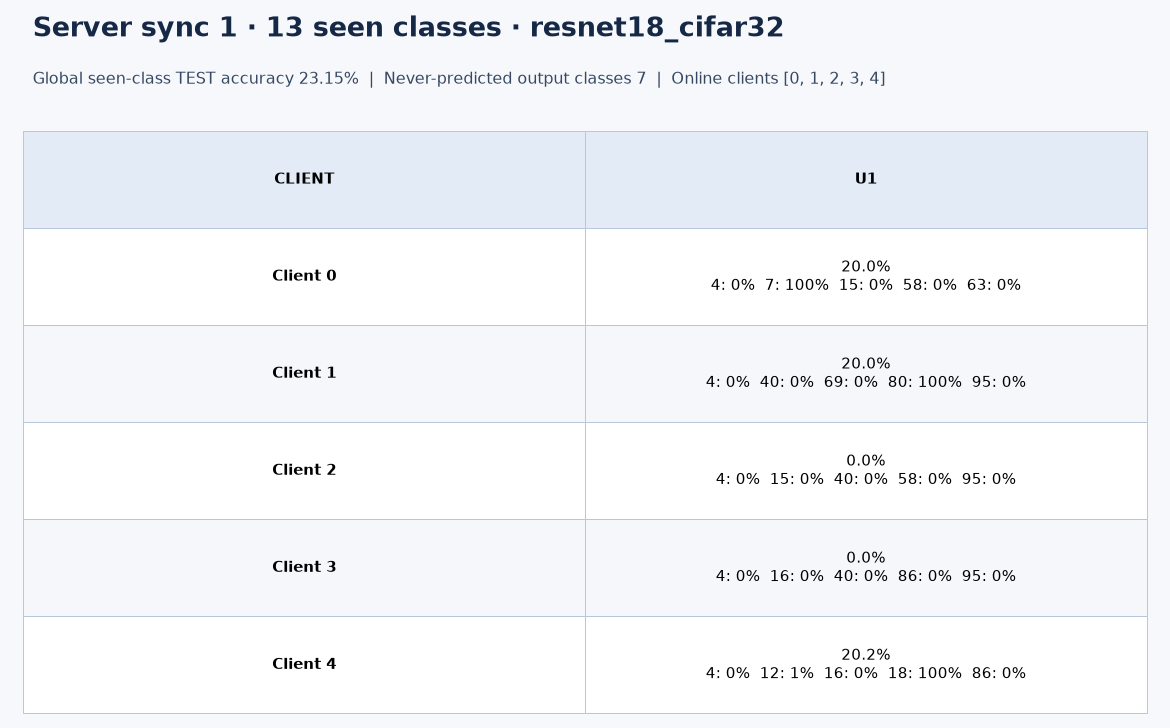 Server sync 1 · 13 seen classes · resnet18_cifar32
Global seen-class TEST accuracy 23.15% | Never-predicted output classes 7 | Online clients [0, 1, 2, 3, 4]
CLIENT U1
Client 0
20.0%
4: 0% 7: 100% 15: 0% 58: 0% 63: 0%
Client 1
20.0%
4: 0% 40: 0% 69: 0% 80: 100% 95: 0%
Client 2
0.0%
4: 0% 15: 0% 40: 0% 58: 0% 95: 0%
Client 3
0.0%
4: 0% 16: 0% 40: 0% 86: 0% 95: 0%
Client 4
20.2%
4: 0% 12: 1% 16: 0% 18: 100% 86: 0%